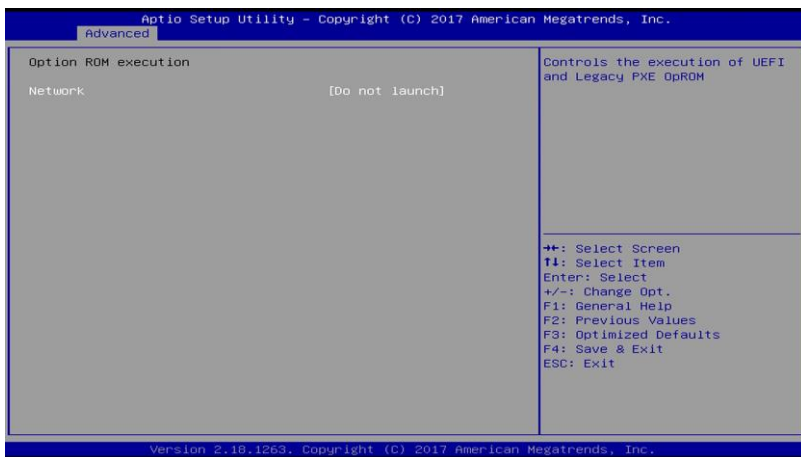 Aptio Setup Utility – Copyright (C) 2017 American Megatrends, Inc.
Advanced
Option ROM execution
Network [Do not launch]
Controls the execution of UEFI
and Legacy PXE OpROM
→←: Select Screen
↑↓: Select Item
Enter: Select
+/-: Change Opt.
F1: General Help
F2: Previous Values
F3: Optimized Defaults
F4: Save & Exit
ESC: Exit
Version 2.18.1263. Copyright (C) 2017 American Megatrends, Inc.